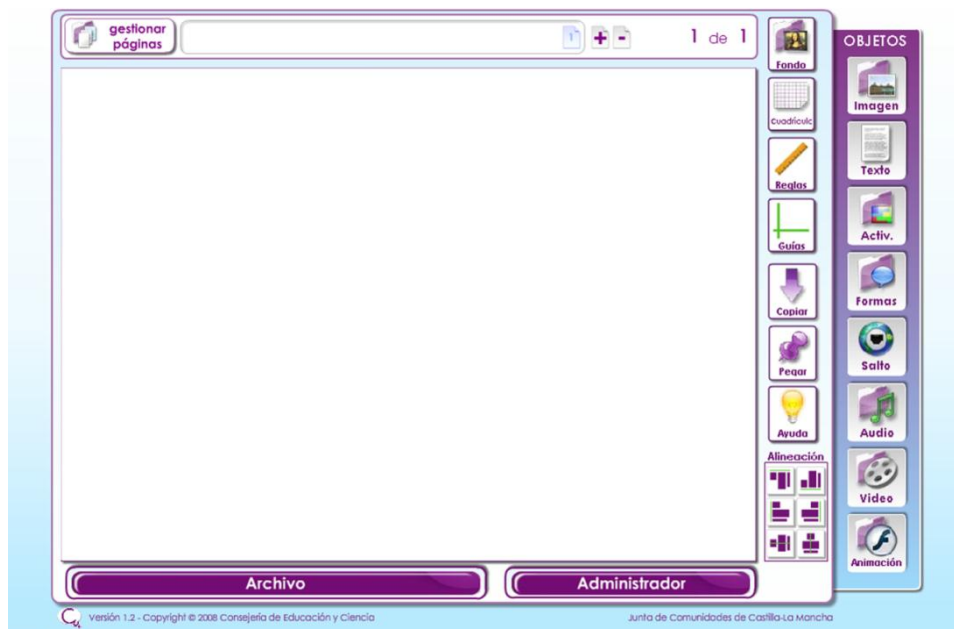 gestionar
páginas
1
+ -
1 de 1
Fondo
Cuadrícula
Reglas
Guías
Copiar
Pegar
Ayuda
Alineación
OBJETOS
Imagen
Texto
Activ.
Formas
Salto
Audio
Video
Animación
Archivo
Administrador
Versión 1.2 - Copyright © 2008 Consejería de Educación y Ciencia
Junta de Comunidades de Castilla-La Mancha